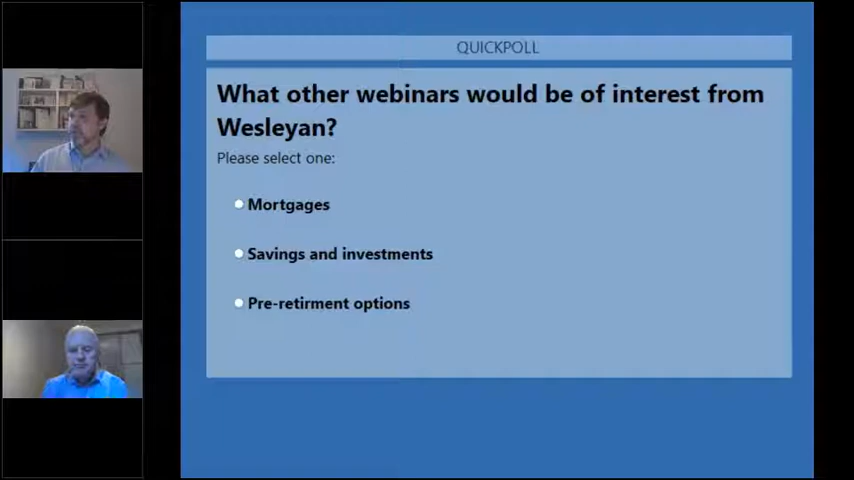 QUICKPOLL
What other webinars would be of interest from
Wesleyan?
Please select one:
Mortgages
Savings and investments
Pre-retirment options